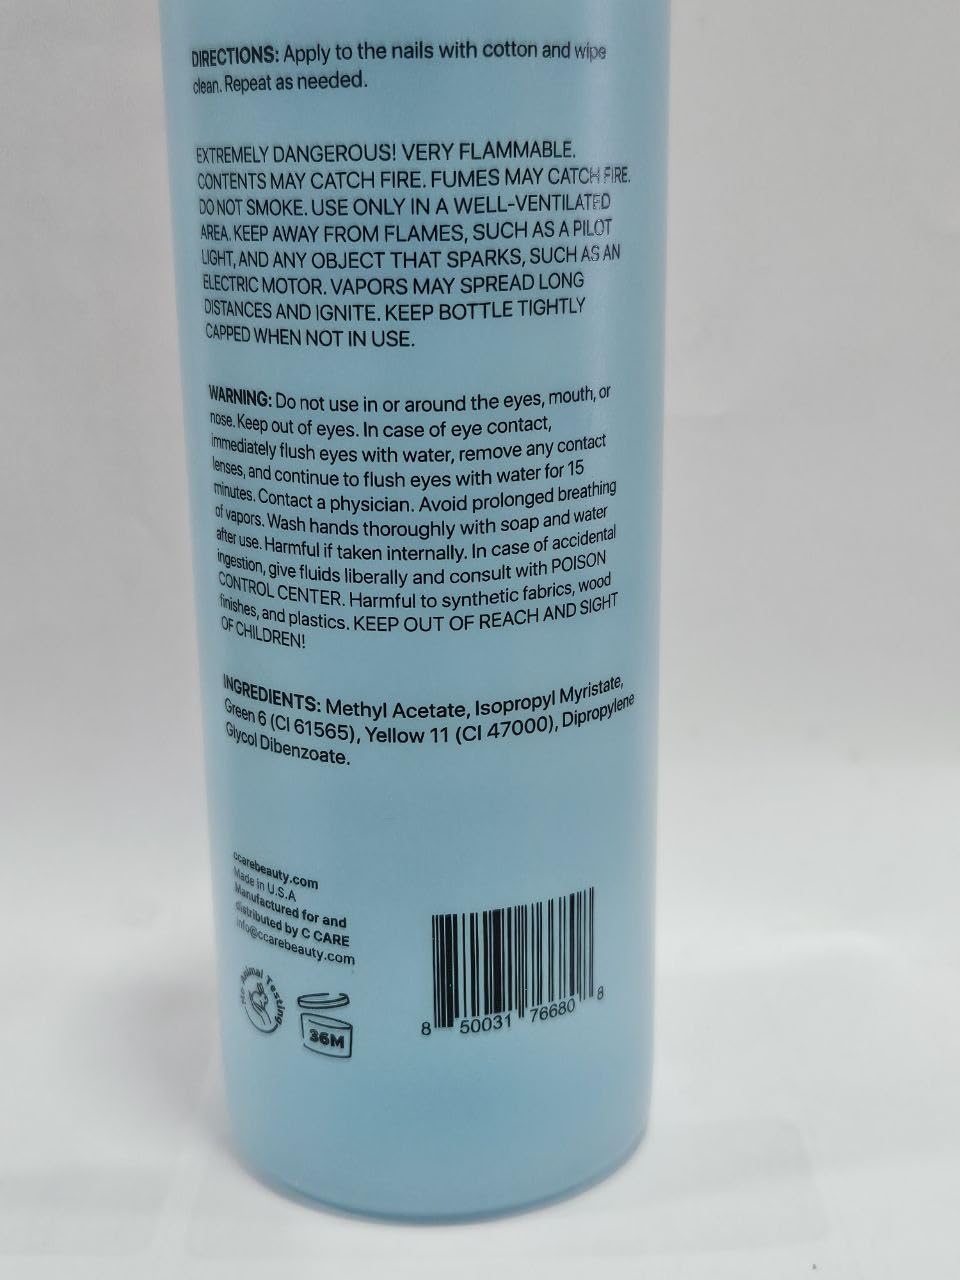 DIRECTIONS: Apply to the nails with cotton and wipe
clean. Repeat as needed.
EXTREMELY DANGEROUS! VERY FLAMMABLE.
CONTENTS MAY CATCH FIRE. FUMES MAY CATCH FIRE.
DO NOT SMOKE. USE ONLY IN A WELL-VENTILATED
AREA. KEEP AWAY FROM FLAMES, SUCH AS A PILOT
LIGHT, AND ANY OBJECT THAT SPARKS, SUCH AS AN
ELECTRIC MOTOR. VAPORS MAY SPREAD LONG
DISTANCES AND IGNITE. KEEP BOTTLE TIGHTLY
CAPPED WHEN NOT IN USE.
WARNING: Do not use in or around the eyes, mouth, or
nose. Keep out of eyes. In case of eye contact,
immediately flush eyes with water, remove any contact
lenses, and continue to flush eyes with water for 15
minutes. Contact a physician. Avoid prolonged breathing
of vapors. Wash hands thoroughly with soap and water
after use. Harmful if taken internally. In case of accidental
ingestion, give fluids liberally and consult with POISON
CONTROL CENTER. Harmful to synthetic fabrics, wood
finishes, and plastics. KEEP OUT OF REACH AND SIGHT
OF CHILDREN!
INGREDIENTS: Methyl Acetate, Isopropyl Myristate,
Green 6 (CI 61565), Yellow 11 (CI 47000), Dipropylene
Glycol Dibenzoate.
ccarebeauty.com
Made in U.S.A
Manufactured for and
distributed by C CARE
info@ccarebeauty.com
No Animal Testing
36M
8 50031 76680 8